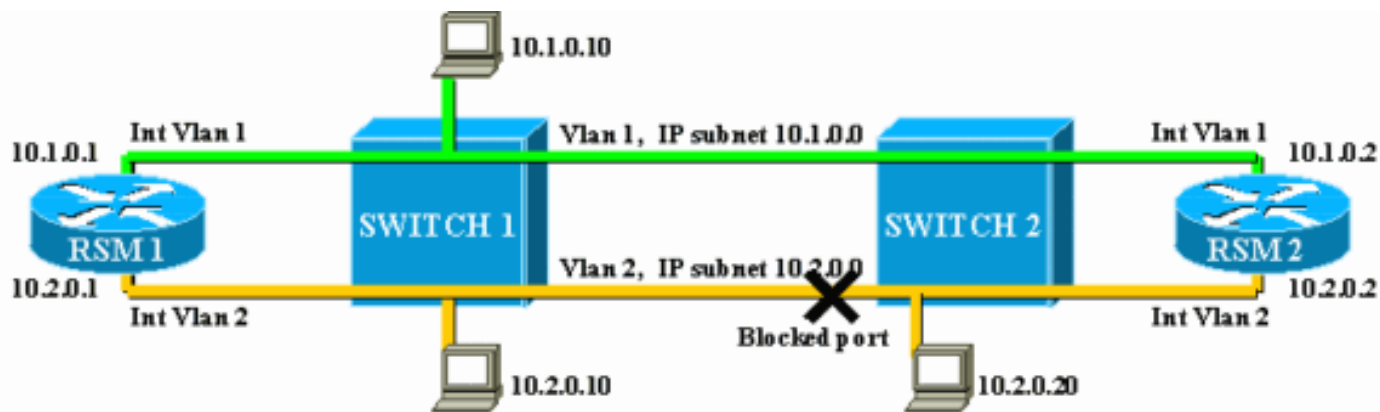 10.1.0.10
Int Vlan 1
Vlan 1, IP subnet 10.1.0.0
Int Vlan 1
10.1.0.1
10.1.0.2
RSM 1
SWITCH 1
SWITCH 2
RSM 2
10.2.0.1
Vlan 2, IP subnet 10.2.0.0
10.2.0.2
Int Vlan 2
Int Vlan 2
Blocked port
10.2.0.10
10.2.0.20